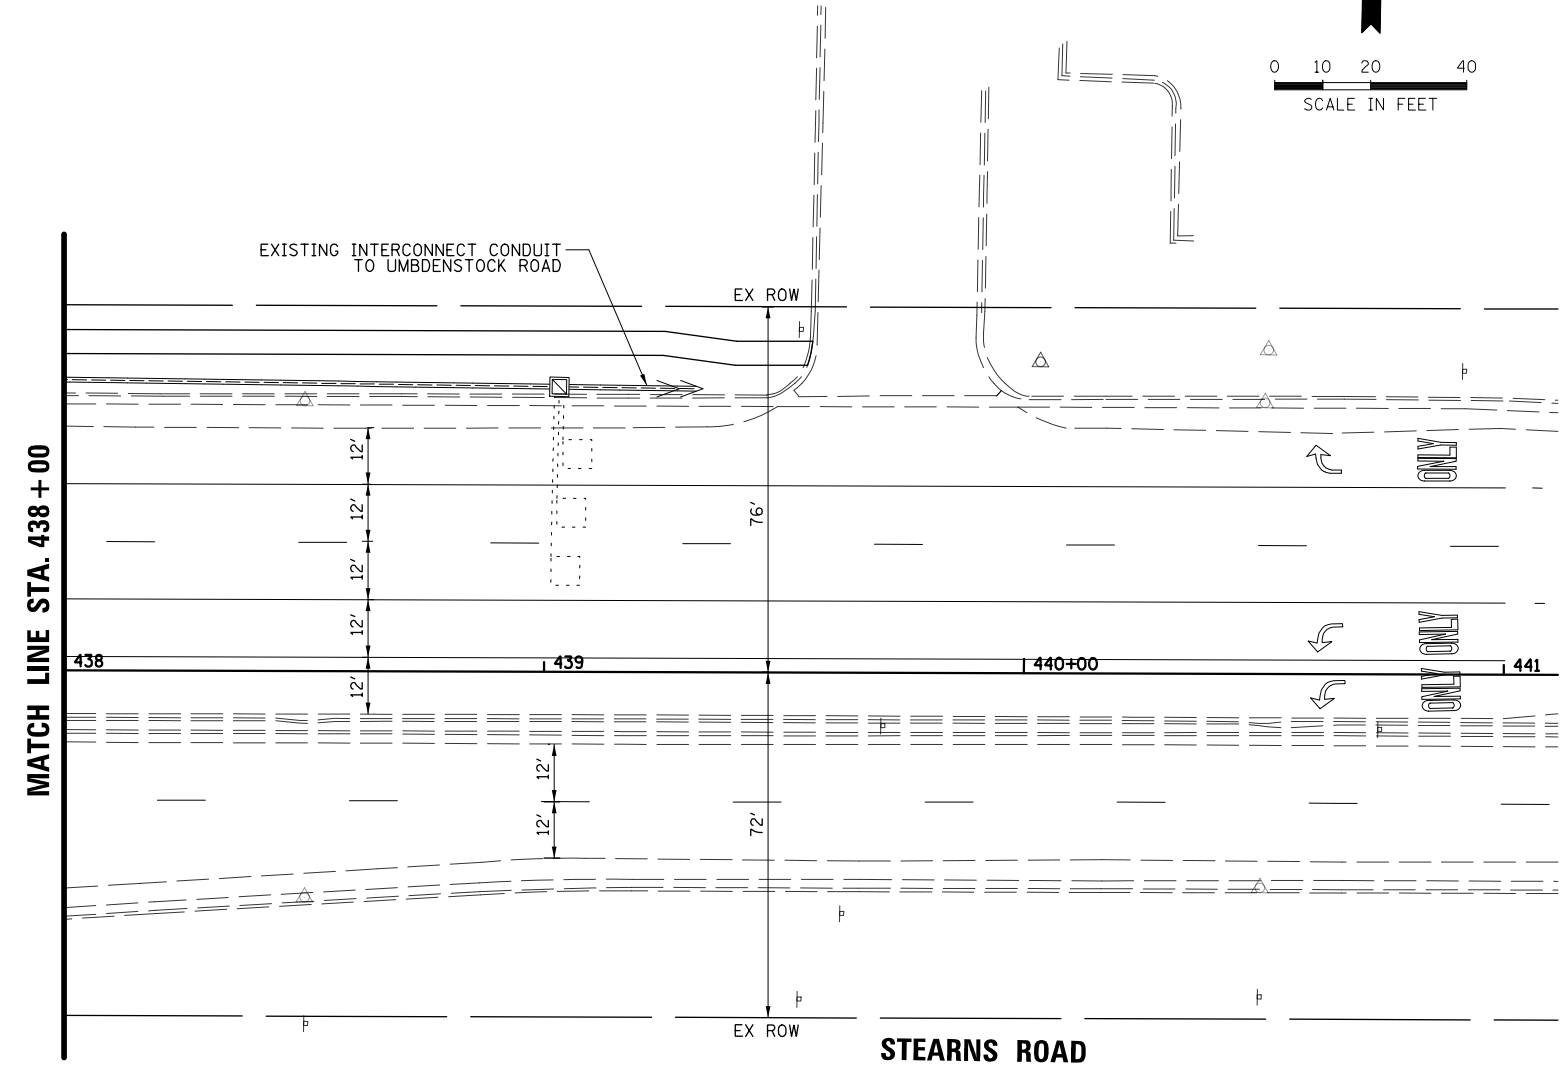 0 10 20 40
SCALE IN FEET
EXISTING INTERCONNECT CONDUIT
TO UMBDENSTOCK ROAD
EX ROW
MATCH LINE STA. 438+00
12'
12'
12'
12'
12'
76'
ONLY
ONLY
ONLY
438
439
440+00
441
12'
12'
72'
EX ROW
STEARNS ROAD